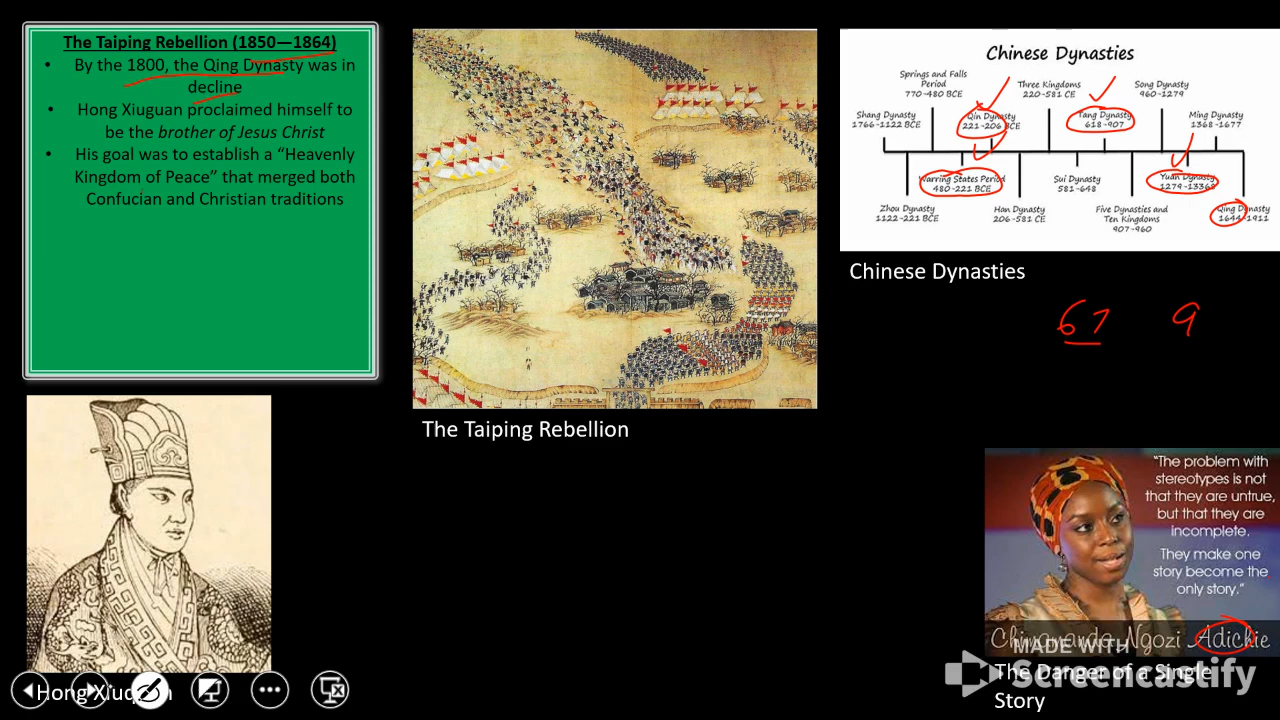 The Taiping Rebellion (1850—1864)
• By the 1800, the Qing Dynasty was in
decline
• Hong Xiuguan proclaimed himself to
be the brother of Jesus Christ
• His goal was to establish a “Heavenly
Kingdom of Peace” that merged both
Confucian and Christian traditions
The Taiping Rebellion
Chinese Dynasties
Springs and Falls
Period
770-480 BCE
Three Kingdoms
220-581 CE
Song Dynasty
960-1279
Shang Dynasty
1766-1122 BCE
Qin Dynasty
221-206 BCE
Tang Dynasty
618-907
Ming Dynasty
1368-1677
Warring States Period
480-221 BCE
Sui Dynasty
581-648
Yuan Dynasty
1279-1336
Zhou Dynasty
1122-221 BCE
Han Dynasty
206-581 CE
Five Dynasties and
Ten Kingdoms
907-960
Qing Dynasty
1644-1911
Chinese Dynasties
67 9
“The problem with
stereotypes is not
that they are untrue,
but that they are
incomplete.
They make one
story become the
only story.”
Chimamanda Ngozi Adichie
The Danger of a Single
Story
MADE WITH
Screencastify
Hong Xiuquan